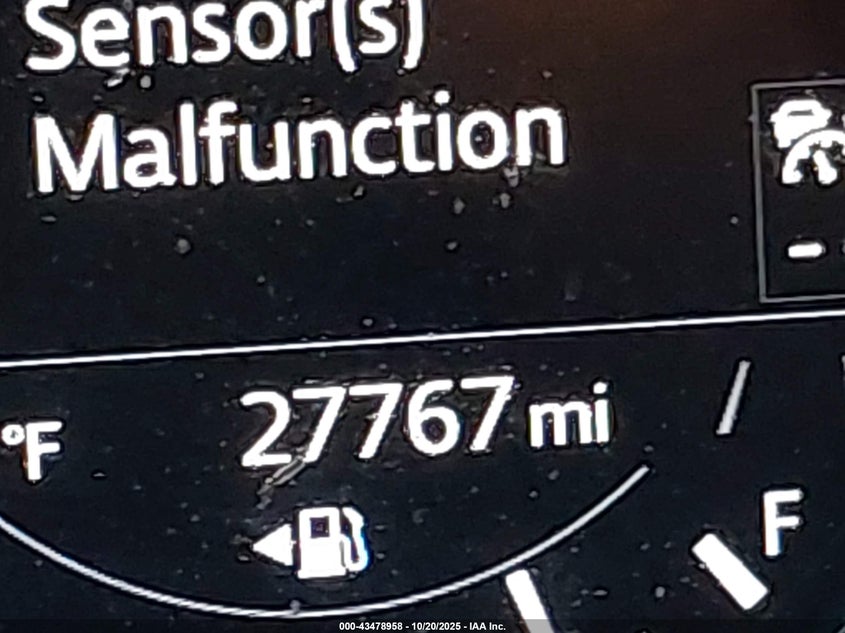 Sensor(s)
Malfunction
27767 mi
°F
F
000-43478958 - 10/20/2025 - IAA Inc.